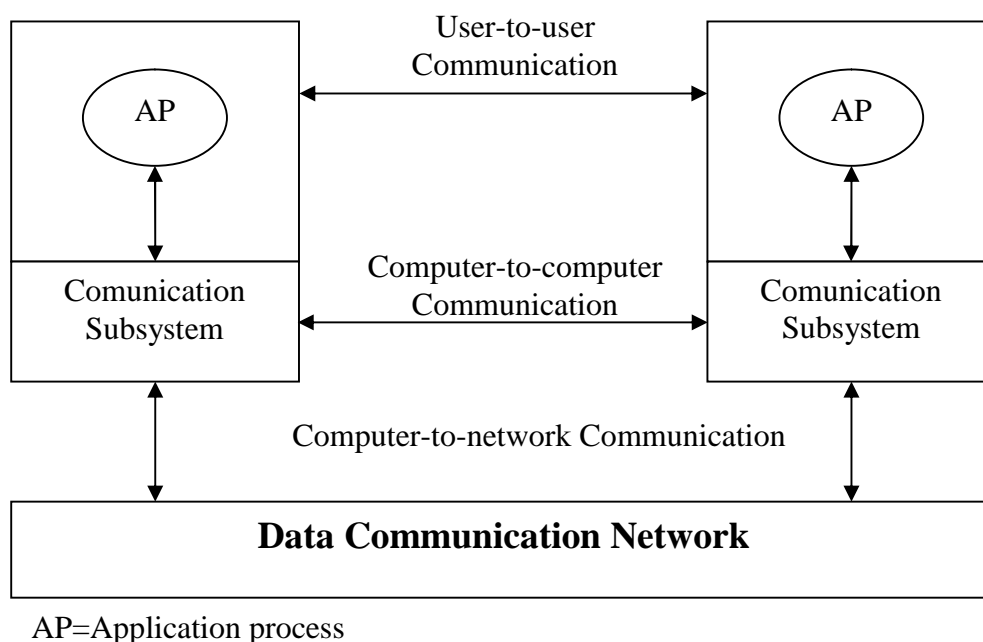 User-to-user
Communication
AP
AP
Computer-to-computer
Communication
Comunication
Subsystem
Comunication
Subsystem
Computer-to-network Communication
Data Communication Network
AP=Application process